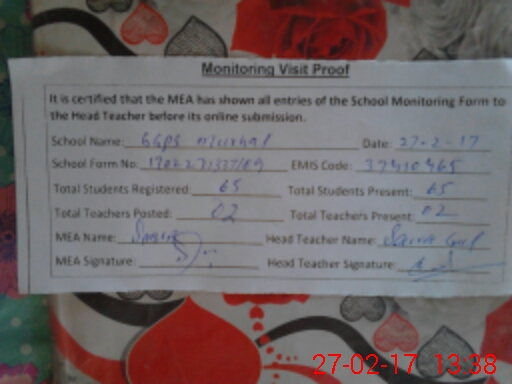 Monitoring Visit Proof
It is certified that the MEA has shown all entries of the School Monitoring Form to
the Head Teacher before its online submission.
School Name: GGPS Date: 27-2-17
School Form No: EMIS Code:
Total Students Registered: 65 Total Students Present: 65
Total Teachers Posted: 02 Total Teachers Present: 02
MEA Name: Head Teacher Name:
MEA Signature: Head Teacher Signature:
27-02-17 13:38